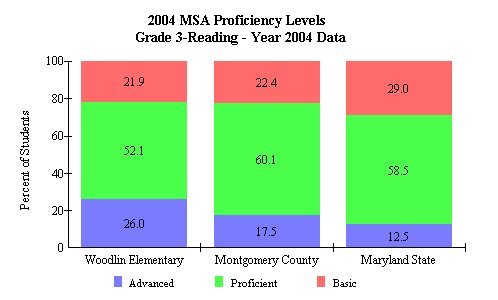 2004 MSA Proficiency Levels
Grade 3-Reading - Year 2004 Data
Percent of Students
100
80
60
40
20
0
21.9
52.1
26.0
22.4
60.1
17.5
29.0
58.5
12.5
Woodlin Elementary
Montgomery County
Maryland State
Advanced
Proficient
Basic